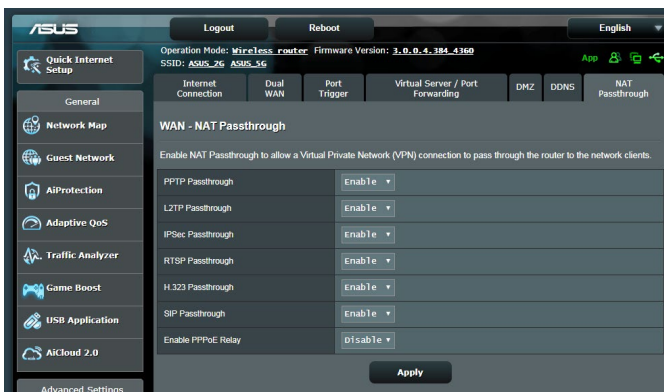 ASUS
Logout
Reboot
English
Quick Internet Setup
Operation Mode: Wireless router Firmware Version: 3.0.0.4.384_4360
SSID: ASUS_2G ASUS_5G
App
General
Network Map
Guest Network
AiProtection
Adaptive QoS
Traffic Analyzer
Game Boost
USB Application
AiCloud 2.0
Advanced Settings
Internet Connection
Dual WAN
Port Trigger
Virtual Server / Port Forwarding
DMZ
DDNS
NAT Passthrough
WAN - NAT Passthrough
Enable NAT Passthrough to allow a Virtual Private Network (VPN) connection to pass through the router to the network clients.
PPTP Passthrough Enable
L2TP Passthrough Enable
IPSec Passthrough Enable
RTSP Passthrough Enable
H.323 Passthrough Enable
SIP Passthrough Enable
Enable PPPoE Relay Disable
Apply